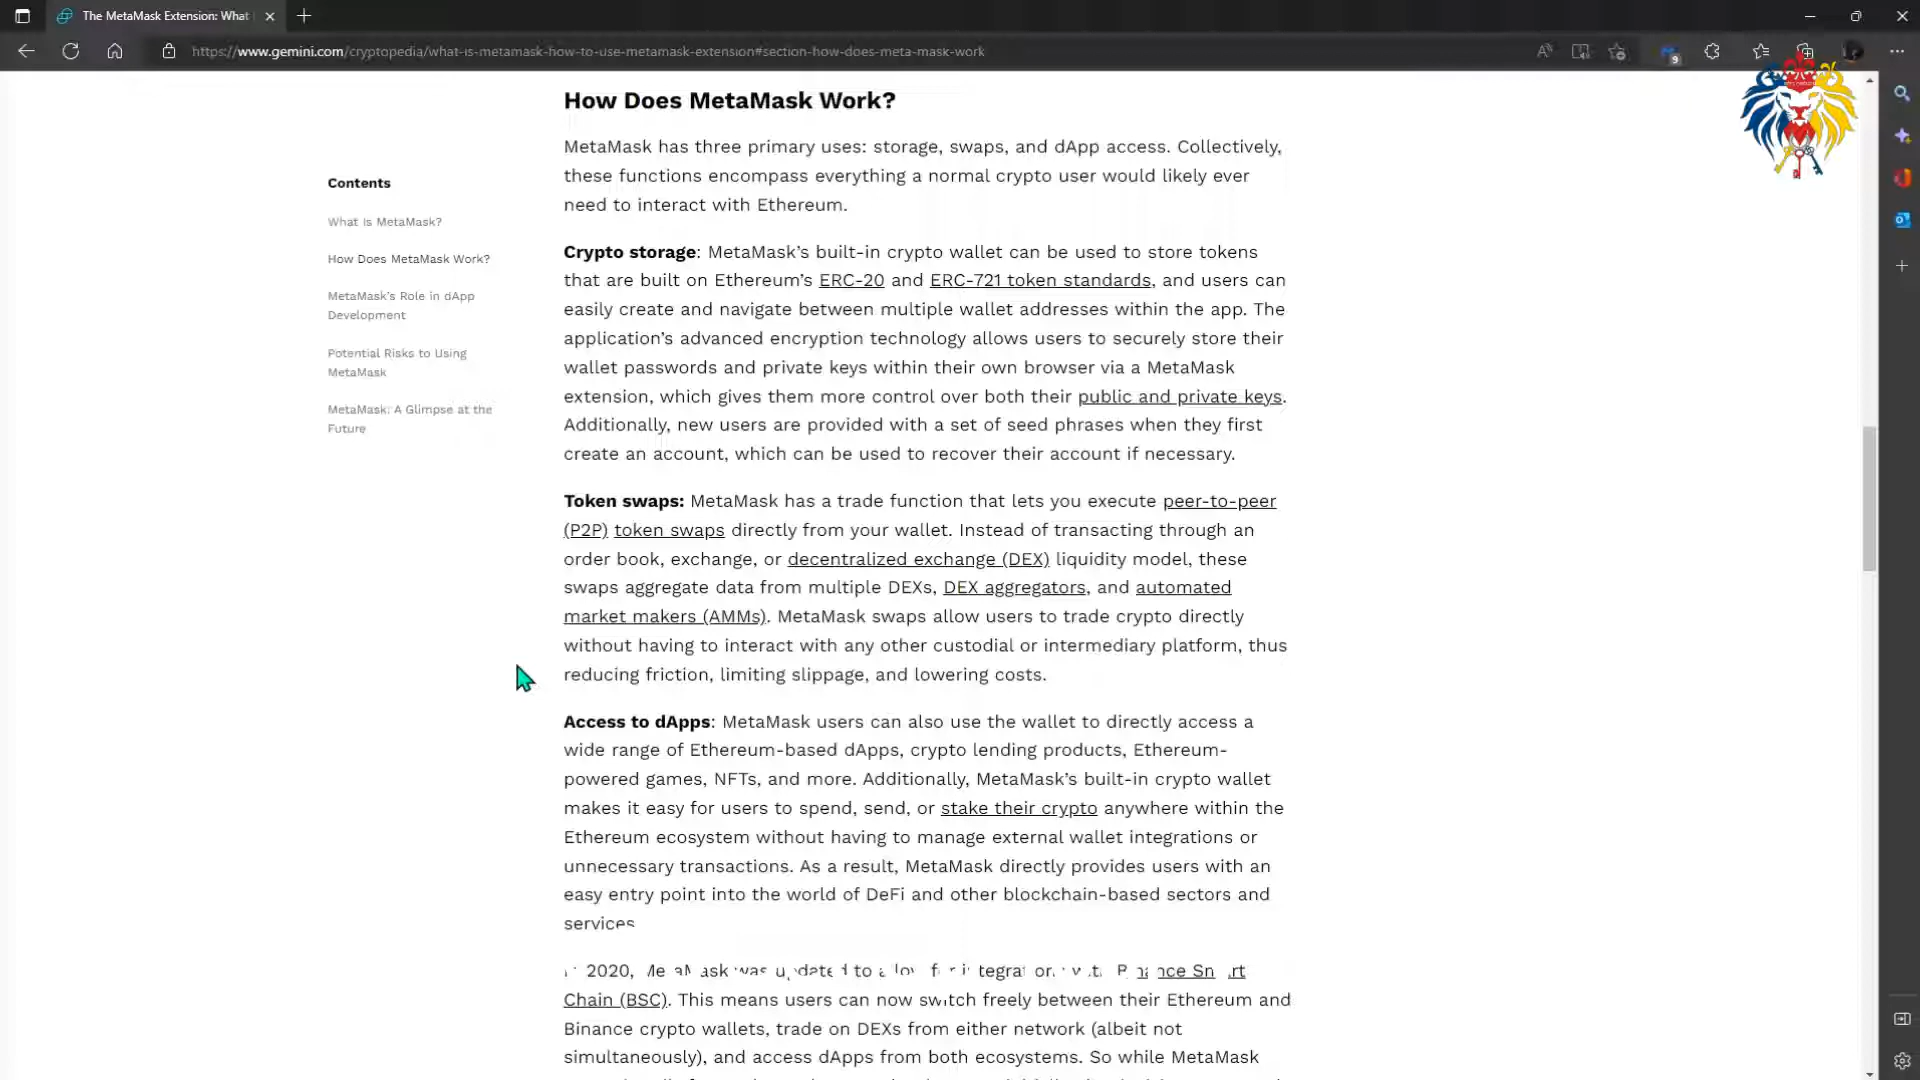 The MetaMask Extension: What
https://www.gemini.com/cryptopedia/what-is-metamask-how-to-use-metamask-extension#section-how-does-meta-mask-work
9
Contents
What Is MetaMask?
How Does MetaMask Work?
MetaMask's Role in dApp
Development
Potential Risks to Using
MetaMask
MetaMask: A Glimpse at the
Future
How Does MetaMask Work?
MetaMask has three primary uses: storage, swaps, and dApp access. Collectively,
these functions encompass everything a normal crypto user would likely ever
need to interact with Ethereum.
Crypto storage: MetaMask's built-in crypto wallet can be used to store tokens
that are built on Ethereum's ERC-20 and ERC-721 token standards, and users can
easily create and navigate between multiple wallet addresses within the app. The
application's advanced encryption technology allows users to securely store their
wallet passwords and private keys within their own browser via a MetaMask
extension, which gives them more control over both their public and private keys.
Additionally, new users are provided with a set of seed phrases when they first
create an account, which can be used to recover their account if necessary.
Token swaps: MetaMask has a trade function that lets you execute peer-to-peer
(P2P) token swaps directly from your wallet. Instead of transacting through an
order book, exchange, or decentralized exchange (DEX) liquidity model, these
swaps aggregate data from multiple DEXs, DEX aggregators, and automated
market makers (AMMs). MetaMask swaps allow users to trade crypto directly
without having to interact with any other custodial or intermediary platform, thus
reducing friction, limiting slippage, and lowering costs.
Access to dApps: MetaMask users can also use the wallet to directly access a
wide range of Ethereum-based dApps, crypto lending products, Ethereum-
powered games, NFTs, and more. Additionally, MetaMask's built-in crypto wallet
makes it easy for users to spend, send, or stake their crypto anywhere within the
Ethereum ecosystem without having to manage external wallet integrations or
unnecessary transactions. As a result, MetaMask directly provides users with an
easy entry point into the world of DeFi and other blockchain-based sectors and
services
2020, MetaMask was updated to allow for integration with Binance Smart
Chain (BSC). This means users can now switch freely between their Ethereum and
Binance crypto wallets, trade on DEXs from either network (albeit not
simultaneously), and access dApps from both ecosystems. So while MetaMask